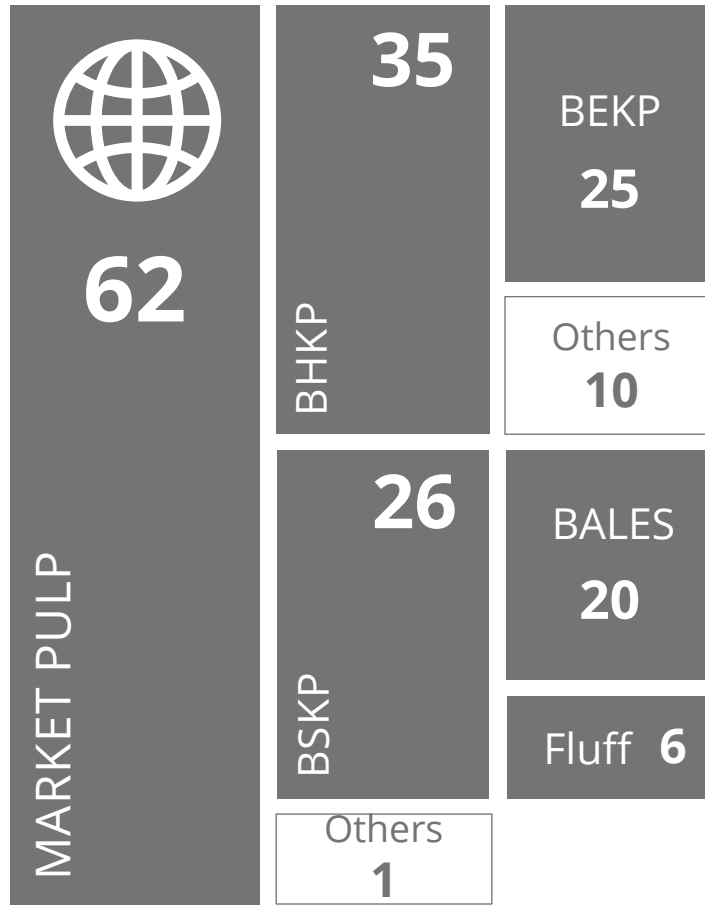 62
MARKET PULP
35
BHKP
BEKP
25
Others
10
26
BSKP
BALES
20
Fluff 6
Others
1